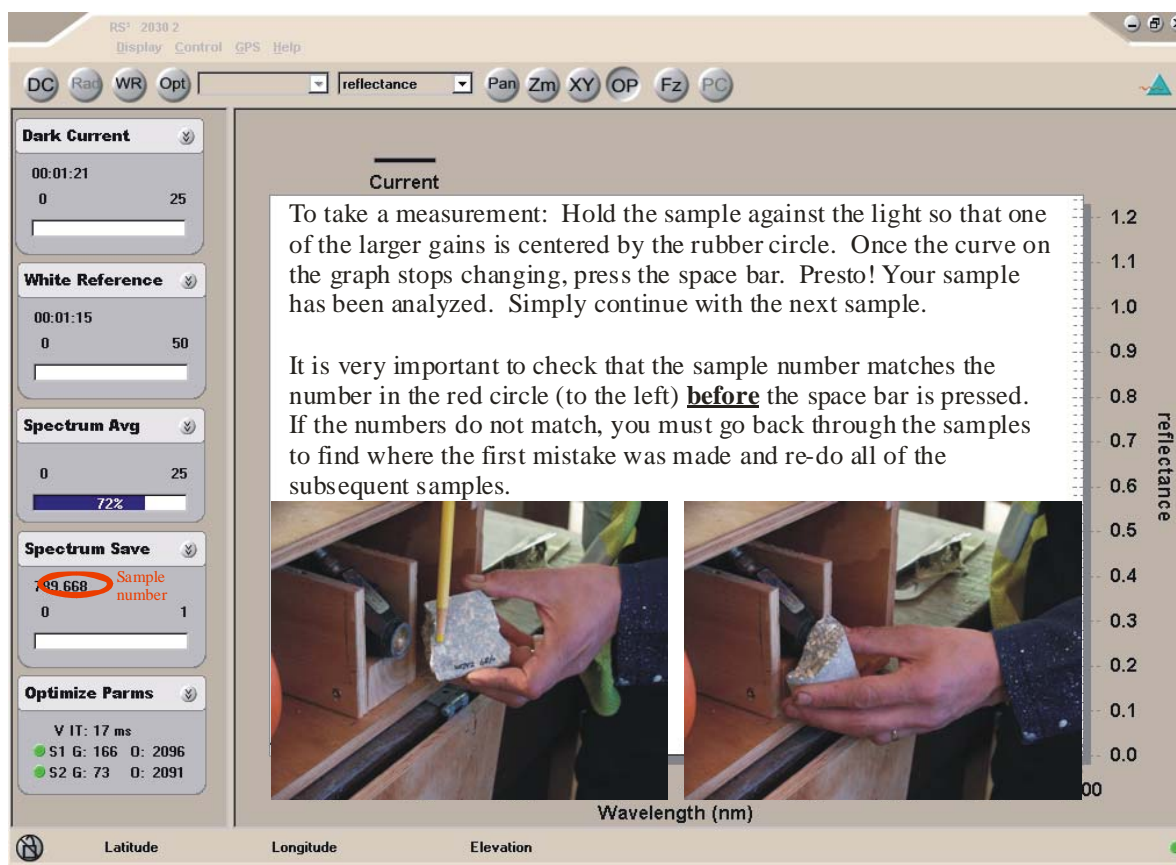 RS³ 2030 2
Display Control GPS Help
DC Rad WR Opt reflectance Pan Zm XY OP Fz PC
Dark Current
00:01:21
0 25
White Reference
00:01:15
0 50
Spectrum Avg
0 25
72%
Spectrum Save
789.668 Sample
number
0 1
Optimize Parms
V IT: 17 ms
S1 G: 166 O: 2096
S2 G: 73 O: 2091
Current
To take a measurement: Hold the sample against the light so that one
of the larger gains is centered by the rubber circle. Once the curve on
the graph stops changing, press the space bar. Presto! Your sample
has been analyzed. Simply continue with the next sample.
It is very important to check that the sample number matches the
number in the red circle (to the left) before the space bar is pressed.
If the numbers do not match, you must go back through the samples
to find where the first mistake was made and re-do all of the
subsequent samples.
1.2
1.1
1.0
0.9
0.8
0.7
0.6
0.5
0.4
0.3
0.2
0.1
0.0
reflectance
00
Wavelength (nm)
Latitude Longitude Elevation